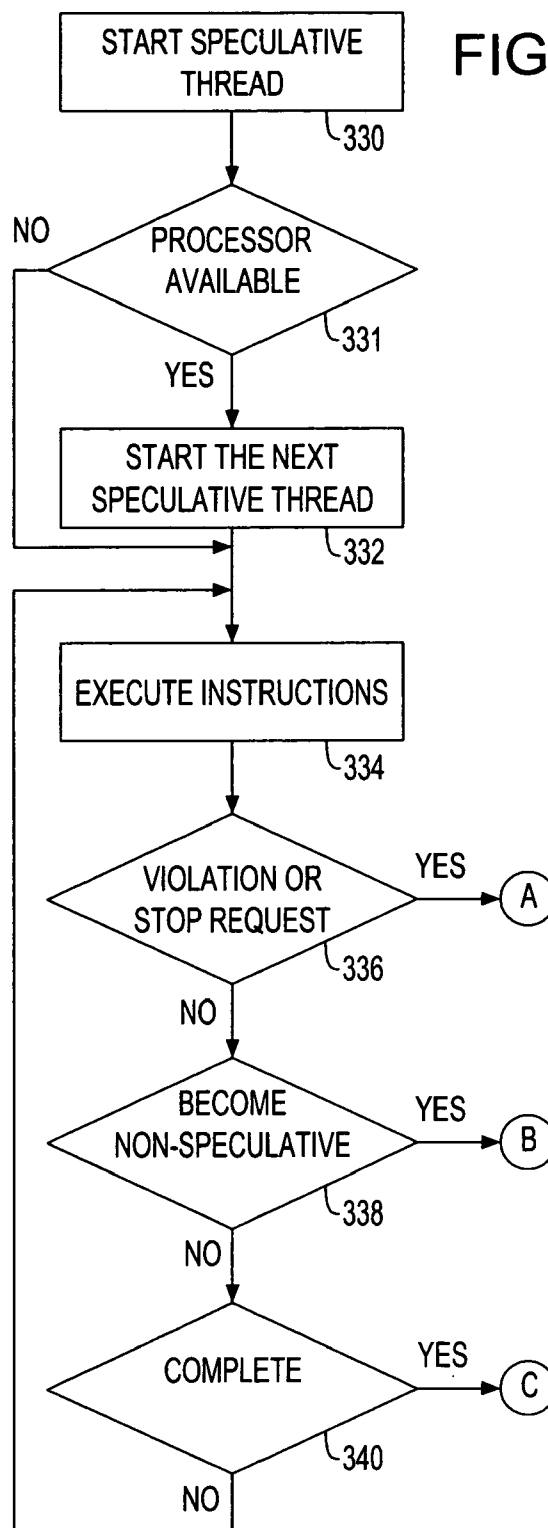 START SPECULATIVE
THREAD
FIG
330
NO
PROCESSOR
AVAILABLE
331
YES
START THE NEXT
SPECULATIVE THREAD
332
EXECUTE INSTRUCTIONS
334
VIOLATION OR
STOP REQUEST
YES
A
336
NO
BECOME
NON-SPECULATIVE
YES
B
338
NO
COMPLETE
YES
C
340
NO